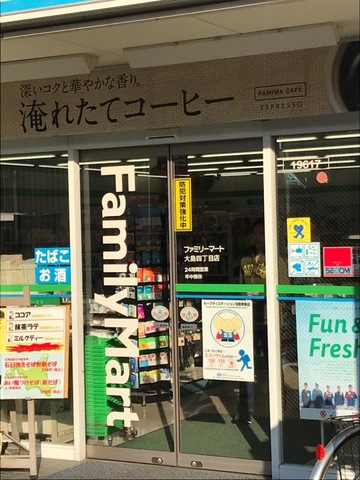 深いコクと華やかな香り。
淹れたてコーヒー
FAMIMA CAFE
ESPRESSO
19617
FamilyMart
防犯対策強化中
ファミリーマート
大島四丁目店
24時間営業
年中無休
たばこ
お酒
SECOM
ココア
抹茶ラテ
ミルクティー
Fun &
Fresh